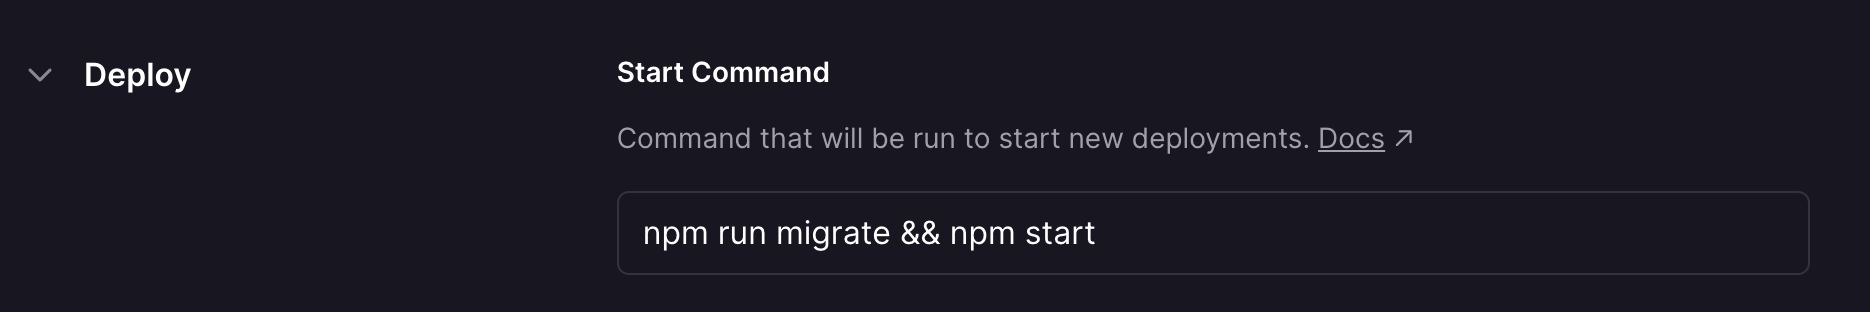 Deploy
Start Command
Command that will be run to start new deployments. Docs ↗
npm run migrate && npm start